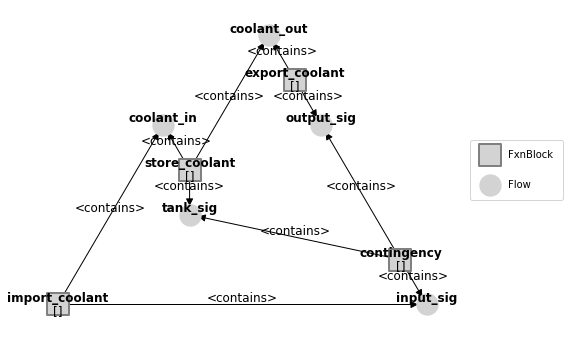 coolant_out
<contains>
export_coolant
[]
<contains>
<contains>
coolant_in
output_sig
<contains>
store_coolant
[]
<contains>
<contains>
<contains>
tank_sig
<contains>
contingency
[]
<contains>
import_coolant
[]
<contains>
input_sig
FxnBlock
Flow